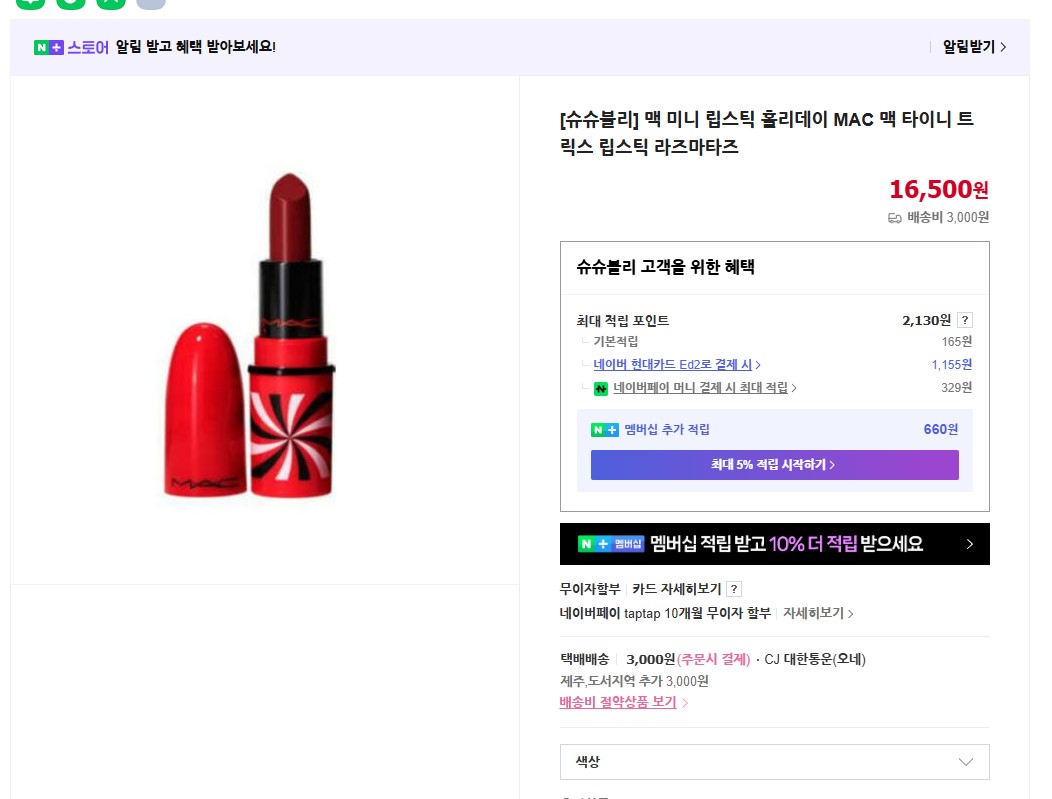 N+ 스토어 알림 받고 혜택 받아보세요!
알림받기 >
[슈슈블리] 맥 미니 립스틱 홀리데이 MAC 맥 타이니 트
릭스 립스틱 라즈마타즈
16,500원
배송비 3,000원
슈슈블리 고객을 위한 혜택
최대 적립 포인트 2,130원 ?
기본적립 165원
네이버 현대카드 Ed2로 결제 시 > 1,155원
N 네이버페이 머니 결제 시 최대 적립 > 329원
N+ 멤버십 추가 적립 660원
최대 5% 적립 시작하기 >
N+ 멤버십 멤버십 적립 받고 10% 더 적립 받으세요 >
무이자할부 카드 자세히보기 ?
네이버페이 taptap 10개월 무이자 할부 자세히보기 >
택배배송 3,000원(주문시 결제) · CJ 대한통운(오네)
제주,도서지역 추가 3,000원
배송비 절약상품 보기 >
색상
MAC
MAC